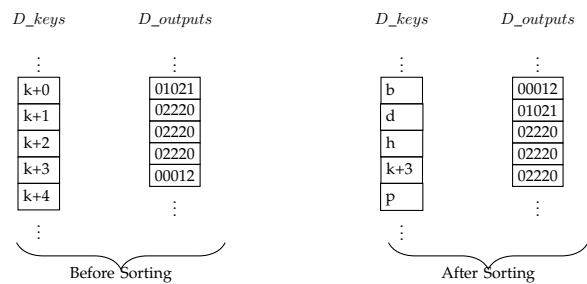 D_keys D_outputs D_keys D_outputs
⋮ ⋮ ⋮ ⋮
k+0 01021 b 00012
k+1 02220 d 01021
k+2 02220 h 02220
k+3 02220 k+3 02220
k+4 00012 p 02220
⋮ ⋮ ⋮ ⋮
Before Sorting After Sorting